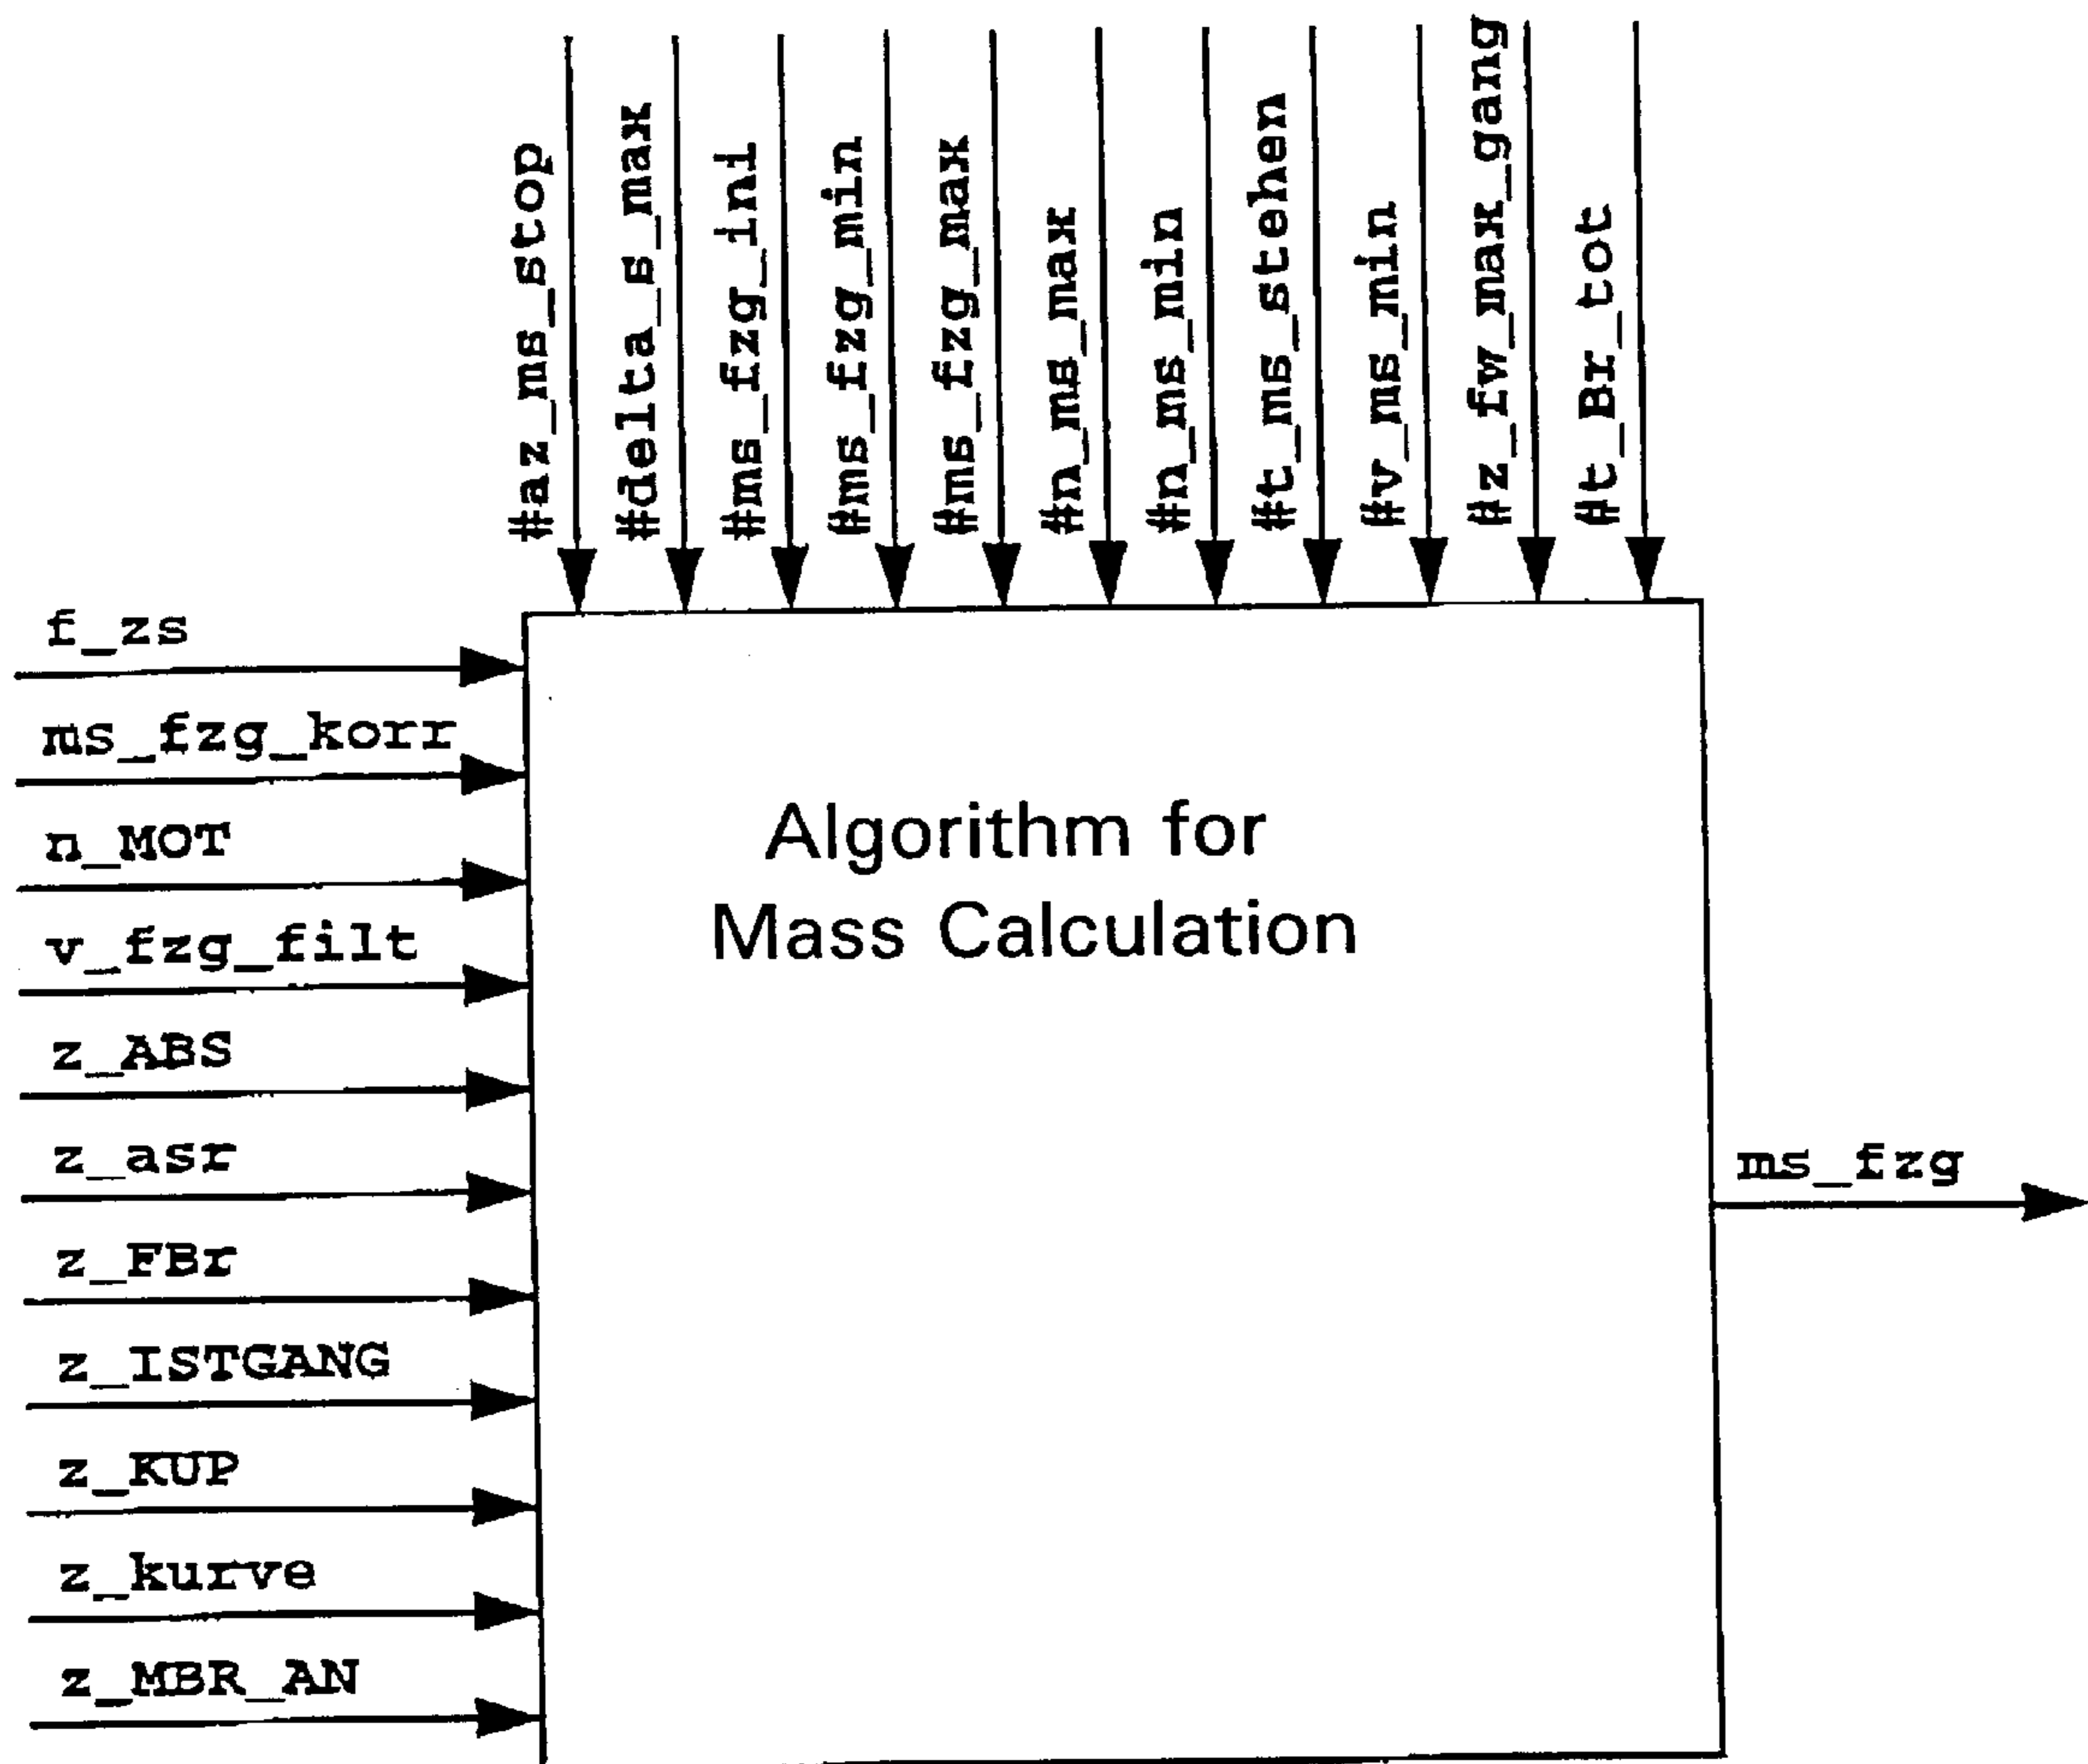 #az_ms_stop
#delta_s_max
#ms_fzg_ini
#ms_fzg_min
#ms_fzg_max
#n_ms_max
#n_ms_min
#t_ms_stehen
#v_ms_min
#z_fw_max_gang
#t_Br_tot
f_zs
ms_fzg_korr
n_MOT
v_fzg_filt
z_ABS
z_asr
z_FBr
z_ISTGANG
z_KUP
z_kurve
z_MBR_AN
Algorithm for
Mass Calculation
ms_fzg